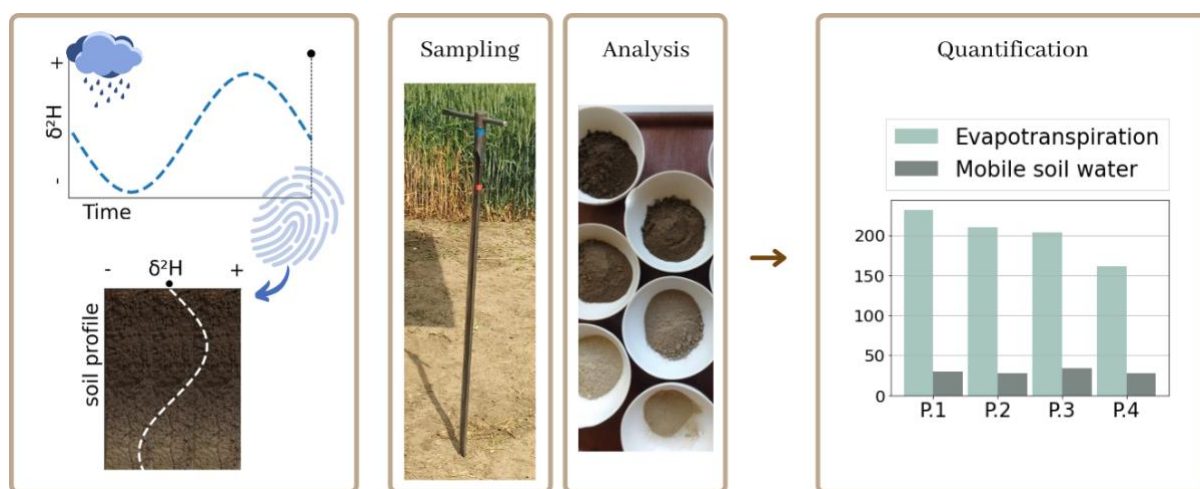 +
δ²H
-
Time
- δ²H +
soil profile
Sampling
Analysis
Quantification
Evapotranspiration
Mobile soil water
200
150
100
50
0
P.1 P.2 P.3 P.4